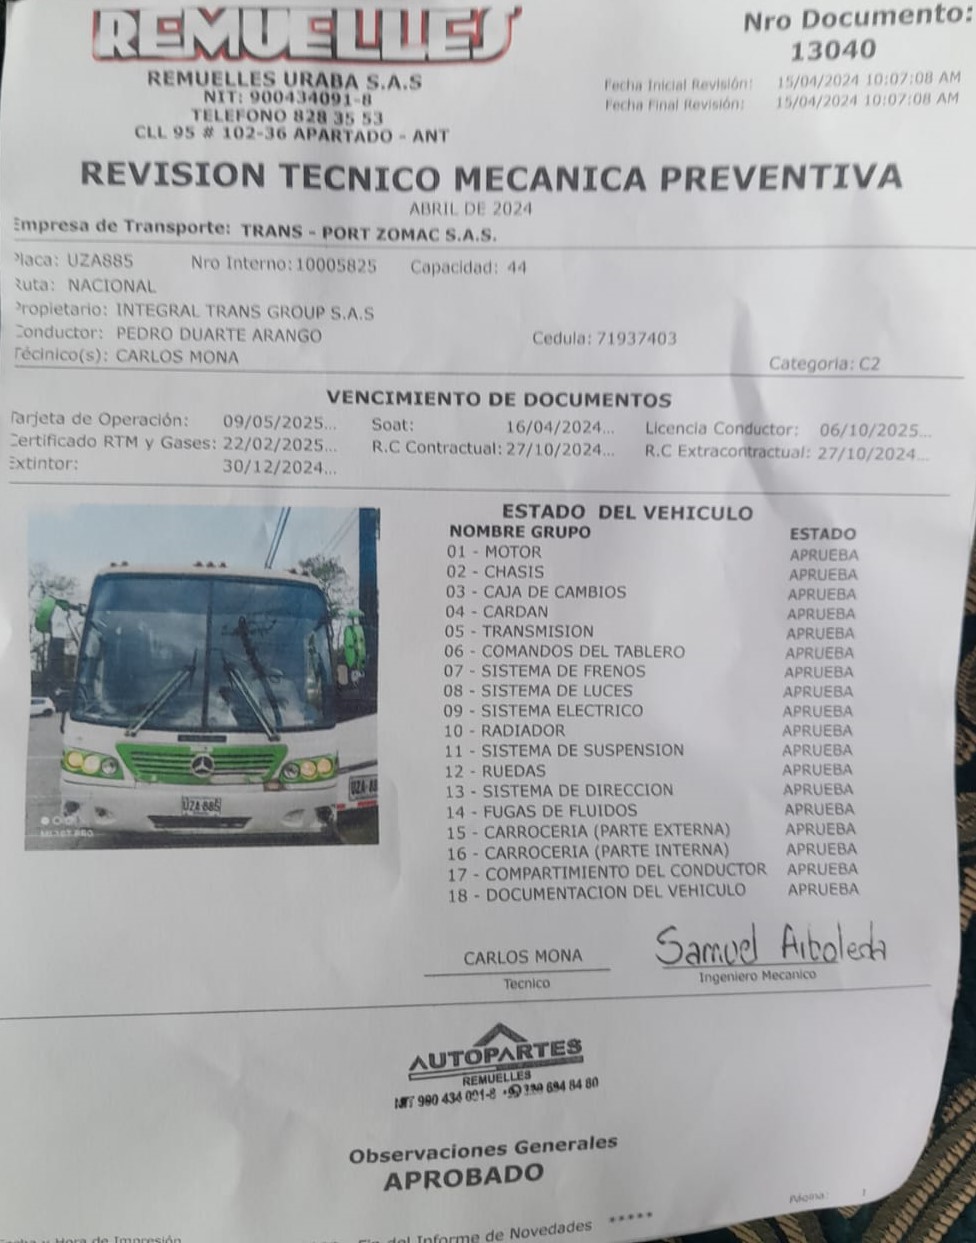 REMUELLES
REMUELLES URABA S.A.S
NIT: 900434091-8
TELEFONO 828 35 53
CLL 95 # 102-36 APARTADO - ANT
Nro Documento:
13040
Fecha Inicial Revisión: 15/04/2024 10:07:08 AM
Fecha Final Revisión: 15/04/2024 10:07:08 AM
REVISION TECNICO MECANICA PREVENTIVA
ABRIL DE 2024
Empresa de Transporte: TRANS - PORT ZOMAC S.A.S.
Placa: UZA885 Nro Interno: 10005825 Capacidad: 44
Ruta: NACIONAL
Propietario: INTEGRAL TRANS GROUP S.A.S
Conductor: PEDRO DUARTE ARANGO Cedula: 71937403
Técinico(s): CARLOS MONA Categoria: C2
VENCIMIENTO DE DOCUMENTOS
Tarjeta de Operación: 09/05/2025... Soat: 16/04/2024... Licencia Conductor: 06/10/2025...
Certificado RTM y Gases: 22/02/2025... R.C Contractual: 27/10/2024... R.C Extracontractual: 27/10/2024...
Extintor: 30/12/2024...
ESTADO DEL VEHICULO
NOMBRE GRUPO ESTADO
01 - MOTOR APRUEBA
02 - CHASIS APRUEBA
03 - CAJA DE CAMBIOS APRUEBA
04 - CARDAN APRUEBA
05 - TRANSMISION APRUEBA
06 - COMANDOS DEL TABLERO APRUEBA
07 - SISTEMA DE FRENOS APRUEBA
08 - SISTEMA DE LUCES APRUEBA
09 - SISTEMA ELECTRICO APRUEBA
10 - RADIADOR APRUEBA
11 - SISTEMA DE SUSPENSION APRUEBA
12 - RUEDAS APRUEBA
13 - SISTEMA DE DIRECCION APRUEBA
14 - FUGAS DE FLUIDOS APRUEBA
15 - CARROCERIA (PARTE EXTERNA) APRUEBA
16 - CARROCERIA (PARTE INTERNA) APRUEBA
17 - COMPARTIMIENTO DEL CONDUCTOR APRUEBA
18 - DOCUMENTACION DEL VEHICULO APRUEBA
UZA 885
CARLOS MONA
Tecnico
Samuel Arboleda
Ingeniero Mecanico
AUTOPARTES
REMUELLES
NIT 900 434 091-8
Observaciones Generales
APROBADO
Página: 1
Fin del Informe de Novedades *****
Hora de Impresión